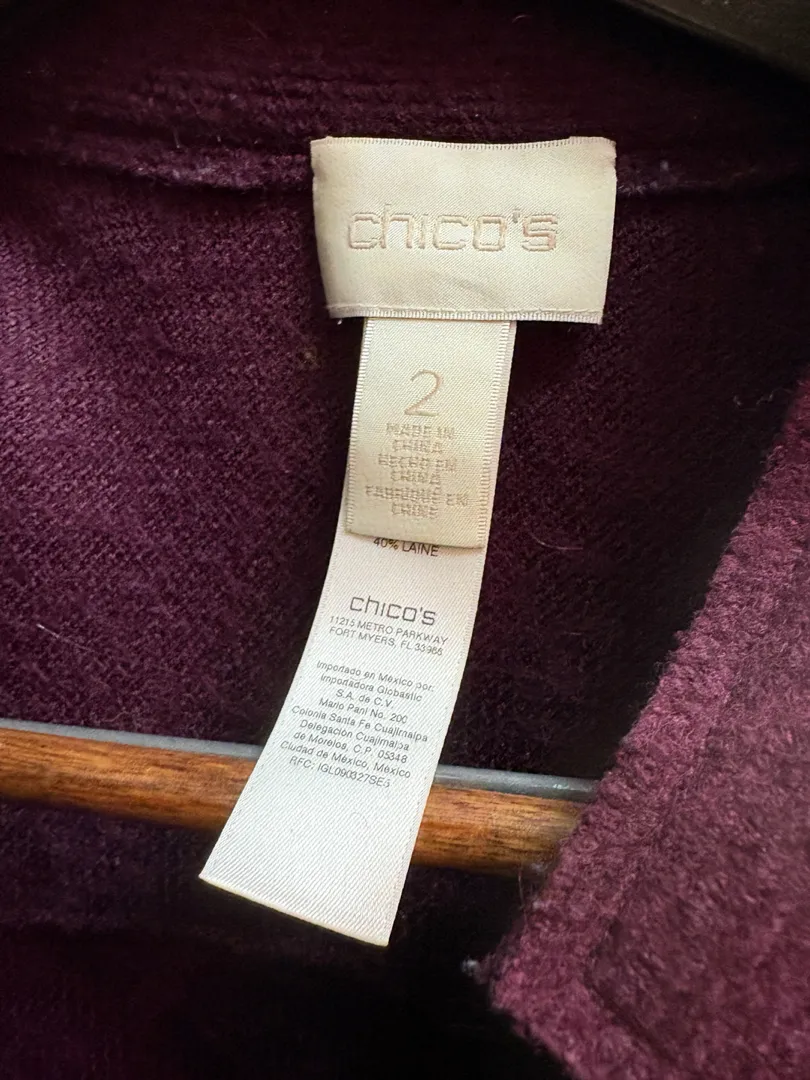 chico's
2
MADE IN
CHINA
HECHO EN
CHINA
FABRIQUÉ EN
CHINE
40% LAINE
chico's
11215 METRO PARKWAY
FORT MYERS, FL 33966
Importado en México por:
Importadora Globastic
S.A. de C.V.
Mario Pani No. 200
Colonia Santa Fe Cuajimalpa
Delegación Cuajimalpa
de Morelos, C.P. 05348
Ciudad de México, México
RFC: IGL090327SE5